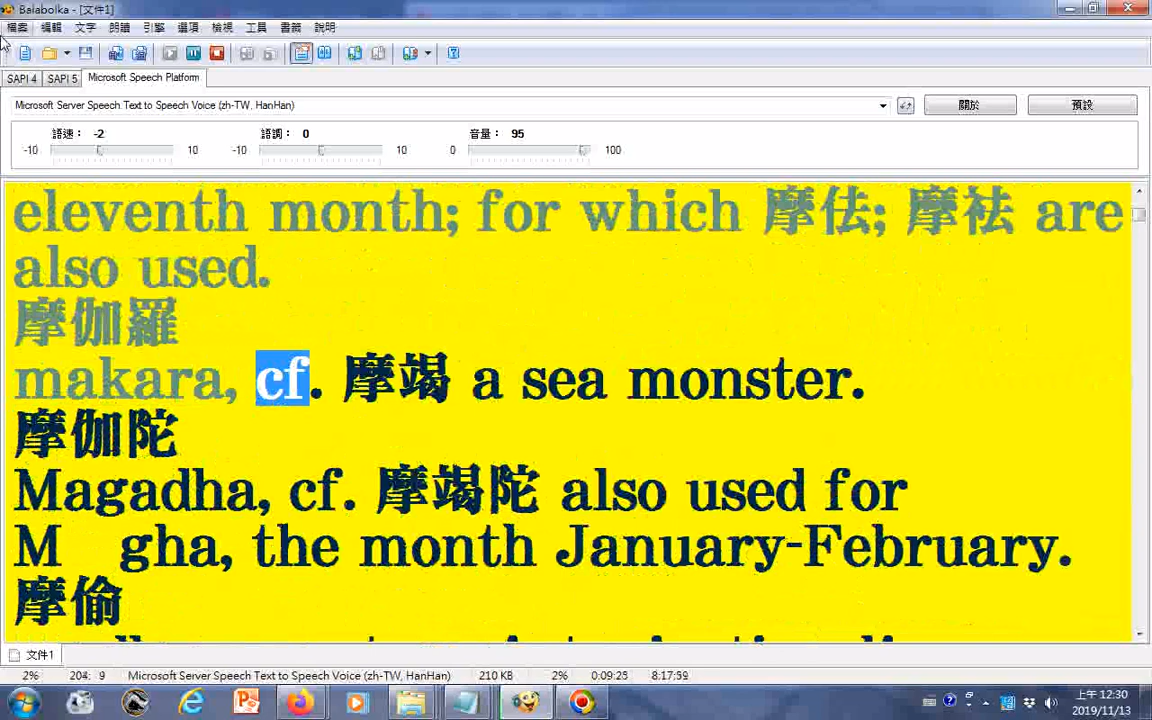 Balabolka - [文件1]
檔案 編輯 文字 朗讀 引擎 選項 檢視 工具 書籤 說明
SAPI 4 SAPI 5 Microsoft Speech Platform
Microsoft Server Speech Text to Speech Voice (zh-TW, HanHan) 關於 預設
語速： -2 語調： 0 音量： 95
-10 10 -10 10 0 100
eleventh month; for which 摩佉; 摩袪 are
also used.
摩伽羅
makara, cf. 摩竭 a sea monster.
摩伽陀
Magadha, cf. 摩竭陀 also used for
M gha, the month January-February.
摩偷
文件1
2% 204: 9 Microsoft Server Speech Text to Speech Voice (zh-TW, HanHan) 210 KB 2% 0:09:23 8:17:59
上午 12:30
2019/11/13